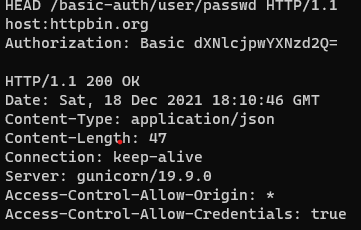 HEAD /basic-auth/user/passwd HTTP/1.1
host:httpbin.org
Authorization: Basic dXNlcjpwYXNzd2Q=

HTTP/1.1 200 OK
Date: Sat, 18 Dec 2021 18:10:46 GMT
Content-Type: application/json
Content-Length: 47
Connection: keep-alive
Server: gunicorn/19.9.0
Access-Control-Allow-Origin: *
Access-Control-Allow-Credentials: true